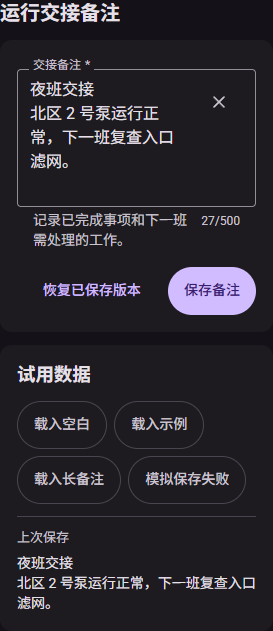 运行交接备注
交接备注 *
夜班交接
北区 2 号泵运行正
常，下一班复查入口
滤网。
记录已完成事项和下一班
需处理的工作。
27/500
恢复已保存版本
保存备注
试用数据
载入空白
载入示例
载入长备注
模拟保存失败
上次保存
夜班交接
北区 2 号泵运行正常，下一班复查入口
滤网。